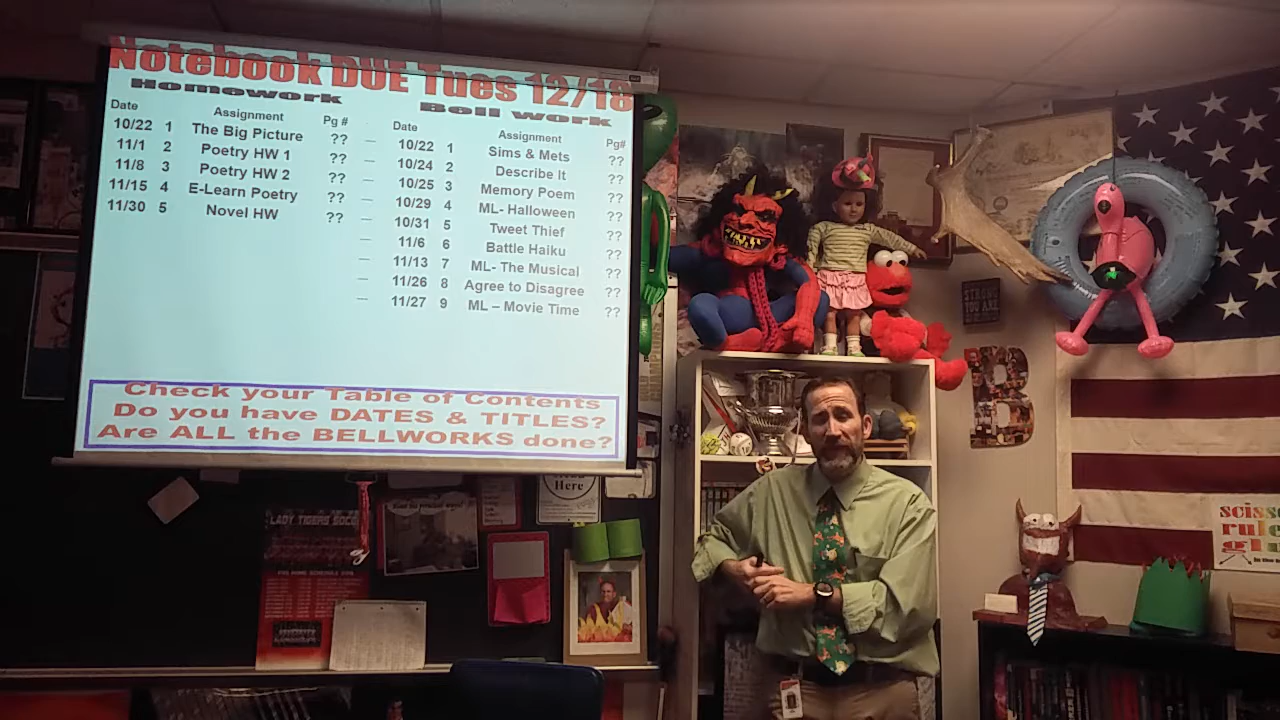 Notebook DUE Tues 12/18
Homework
Date Assignment Pg #
10/22 1 The Big Picture ??
11/1 2 Poetry HW 1 ??
11/8 3 Poetry HW 2 ??
11/15 4 E-Learn Poetry ??
11/30 5 Novel HW ??
Bell work
Date Assignment Pg#
10/22 1 Sims & Mets ??
10/24 2 Describe It ??
10/25 3 Memory Poem ??
10/29 4 ML- Halloween ??
10/31 5 Tweet Thief ??
11/6 6 Battle Haiku ??
11/13 7 ML- The Musical ??
11/26 8 Agree to Disagree ??
11/27 9 ML – Movie Time ??
Check your Table of Contents
Do you have DATES & TITLES?
Are ALL the BELLWORKS done?
LADY TIGERS
Here
STRONG
YOU ARE
B
rule